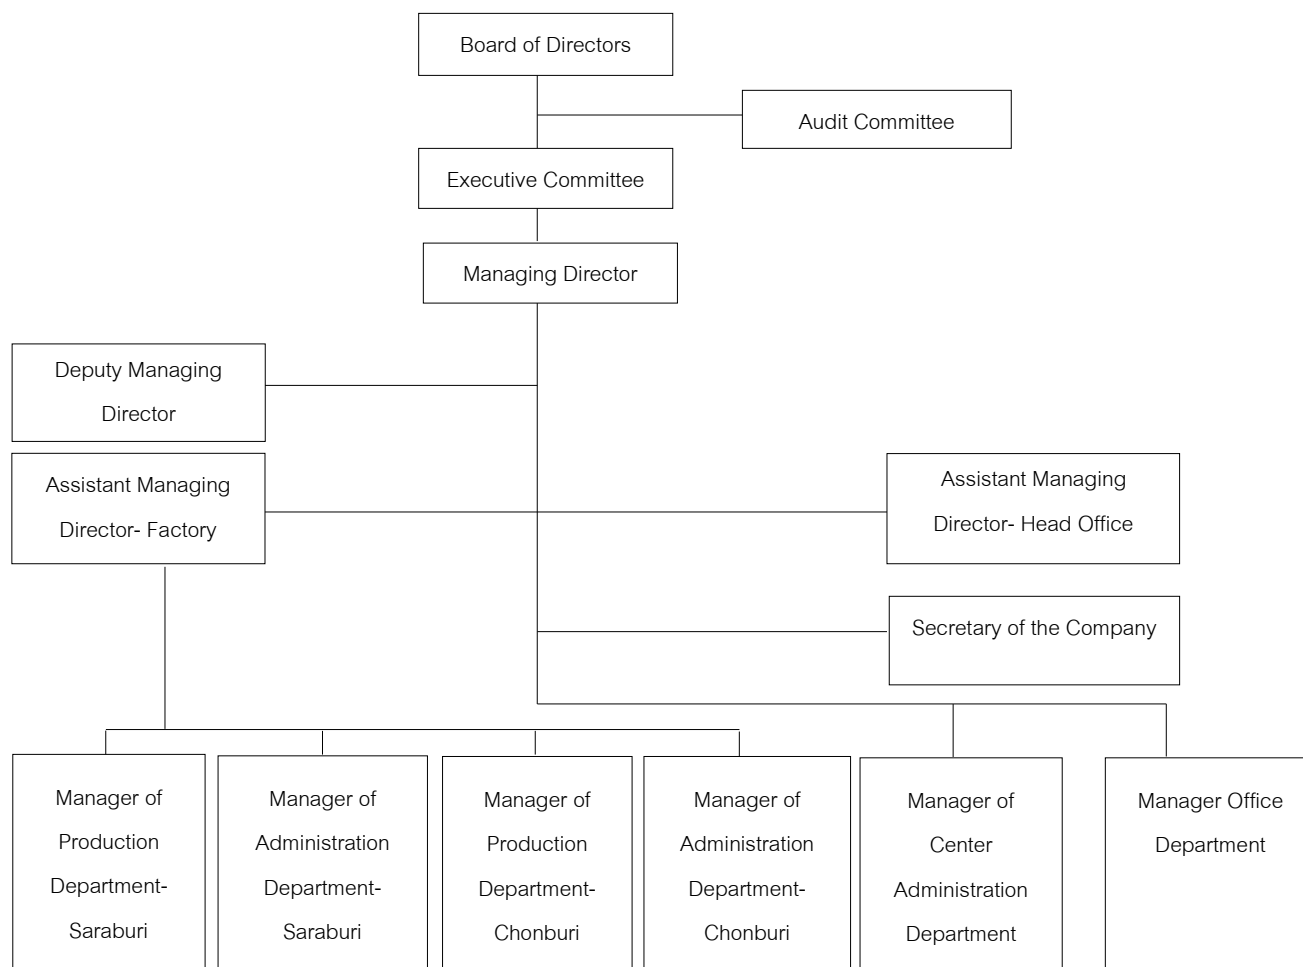 Board of Directors
Audit Committee
Executive Committee
Managing Director
Deputy Managing
Director
Assistant Managing
Director- Factory
Assistant Managing
Director- Head Office
Secretary of the Company
Manager of
Production
Department-
Saraburi
Manager of
Administration
Department-
Saraburi
Manager of
Production
Department-
Chonburi
Manager of
Administration
Department-
Chonburi
Manager of
Center
Administration
Department
Manager Office
Department